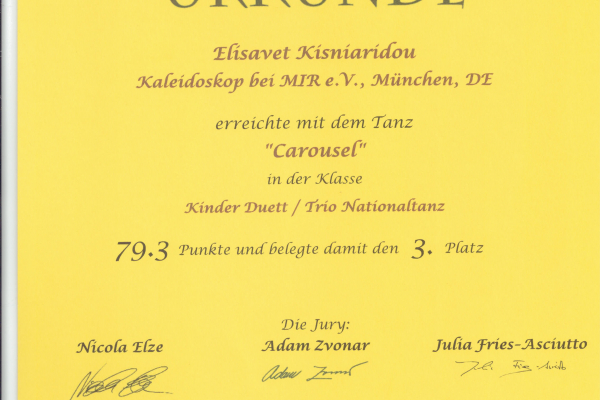 URKUNDE
Elisavet Kisniaridou
Kaleidoskop bei MIR e.V., München, DE
erreichte mit dem Tanz
"Carousel"
in der Klasse
Kinder Duett / Trio Nationaltanz
79.3 Punkte und belegte damit den 3. Platz
Die Jury:
Nicola Elze Adam Zvonar Julia Fries-Asciutto